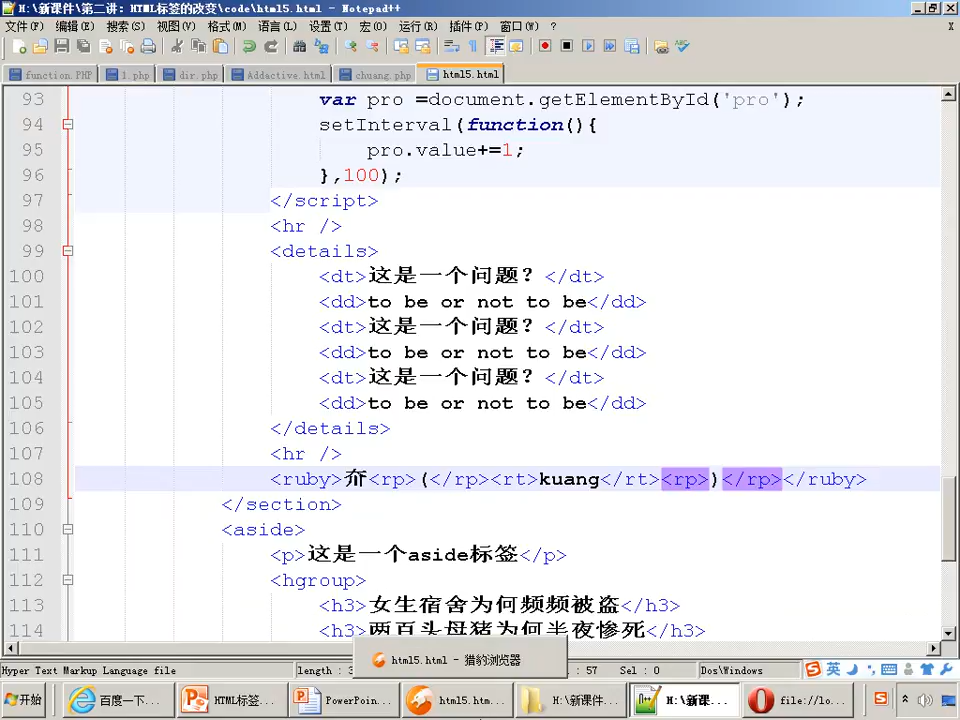 H:\新课件\第二讲：HTML标签的改变\code\html5.html - Notepad++
文件(F) 编辑(E) 搜索(S) 视图(V) 格式(M) 语言(L) 设置(T) 宏(O) 运行(R) 插件(P) 窗口(W) ? X
function.PHP 1.php dir.php Addactive.html chuang.php html5.html
93 var pro =document.getElementById('pro');
94 setInterval(function(){
95 pro.value+=1;
96 },100);
97 </script>
98 <hr />
99 <details>
100 <dt>这是一个问题？</dt>
101 <dd>to be or not to be</dd>
102 <dt>这是一个问题？</dt>
103 <dd>to be or not to be</dd>
104 <dt>这是一个问题？</dt>
105 <dd>to be or not to be</dd>
106 </details>
107 <hr />
108 <ruby>夼<rp>(</rp><rt>kuang</rt><rp>)</rp></ruby>
109 </section>
110 <aside>
111 <p>这是一个aside标签</p>
112 <hgroup>
113 <h3>女生宿舍为何频频被盗</h3>
114 <h3>两百头母猪为何半夜惨死</h3>
html5.html - 猎豹浏览器
Hyper Text Markup Language file length : 3 : 57 Sel : 0 Dos\Windows 英
开始 百度一下... HTML标签... PowerPoin... html5.htm... H:\新课件... H:\新课... file://lo...